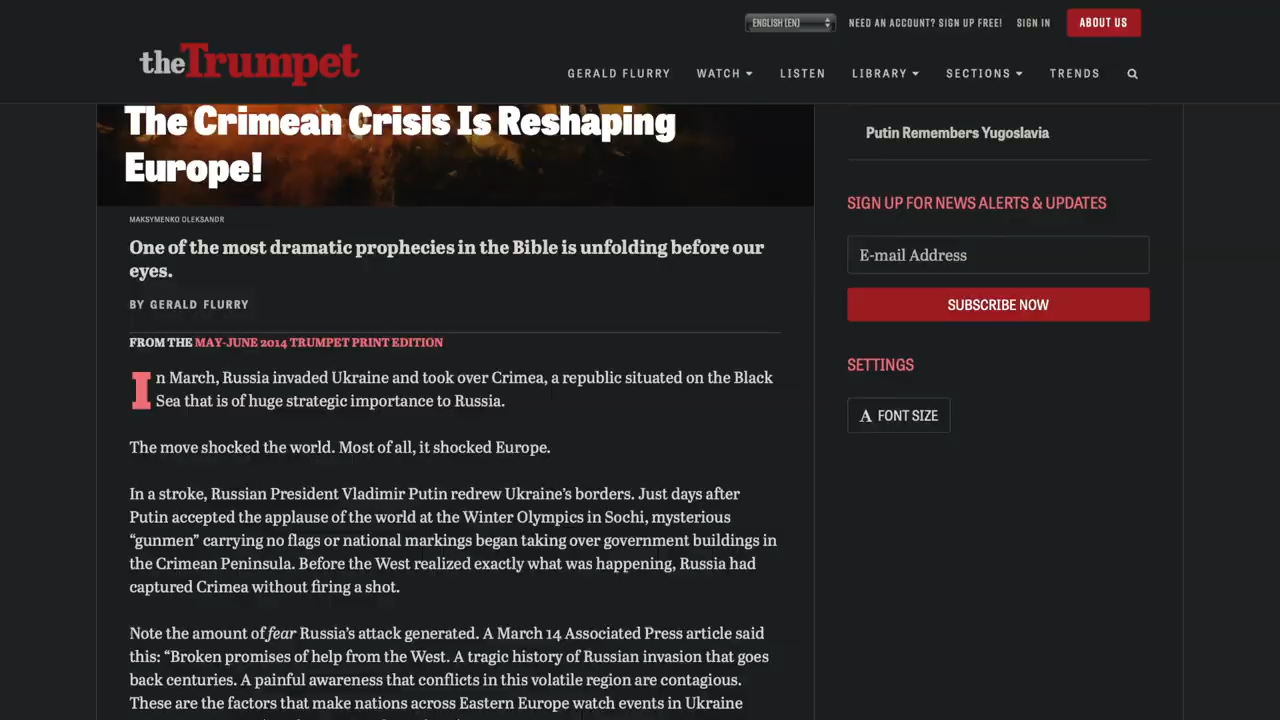 ENGLISH (EN)
NEED AN ACCOUNT? SIGN UP FREE!
SIGN IN
ABOUT US
theTrumpet
GERALD FLURRY
WATCH
LISTEN
LIBRARY
SECTIONS
TRENDS
The Crimean Crisis Is Reshaping
Europe!
MAKSYMENKO OLEKSANDR
One of the most dramatic prophecies in the Bible is unfolding before our
eyes.
BY GERALD FLURRY
FROM THE MAY-JUNE 2014 TRUMPET PRINT EDITION
In March, Russia invaded Ukraine and took over Crimea, a republic situated on the Black
Sea that is of huge strategic importance to Russia.
The move shocked the world. Most of all, it shocked Europe.
In a stroke, Russian President Vladimir Putin redrew Ukraine’s borders. Just days after
Putin accepted the applause of the world at the Winter Olympics in Sochi, mysterious
“gunmen” carrying no flags or national markings began taking over government buildings in
the Crimean Peninsula. Before the West realized exactly what was happening, Russia had
captured Crimea without firing a shot.
Note the amount of fear Russia’s attack generated. A March 14 Associated Press article said
this: “Broken promises of help from the West. A tragic history of Russian invasion that goes
back centuries. A painful awareness that conflicts in this volatile region are contagious.
These are the factors that make nations across Eastern Europe watch events in Ukraine
Putin Remembers Yugoslavia
SIGN UP FOR NEWS ALERTS & UPDATES
E-mail Address
SUBSCRIBE NOW
SETTINGS
A FONT SIZE